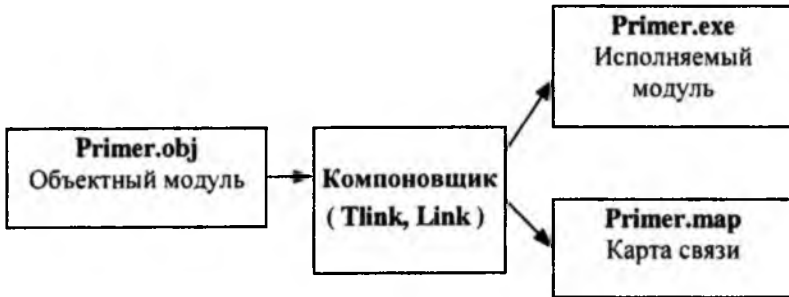 Primer.obj
Объектный модуль
Компоновщик
( Tlink, Link )
Primer.exe
Исполняемый
модуль
Primer.map
Карта связи